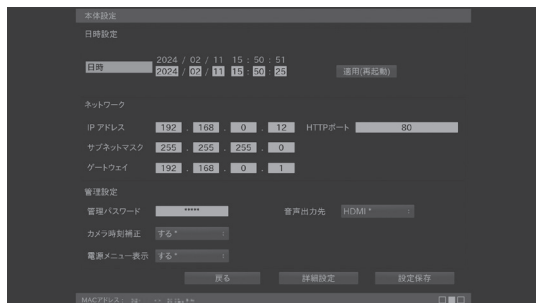 本体設定
日時設定
2024 / 02 / 11 15 : 50 : 51
日時 2024 / 02 / 11 15 : 50 : 25 適用(再起動)
ネットワーク
IP アドレス 192 . 168 . 0 . 12 HTTPポート 80
サブネットマスク 255 . 255 . 255 . 0
ゲートウェイ 192 . 168 . 0 . 1
管理設定
管理パスワード ***** 音声出力先 HDMI *
カメラ時刻補正 する *
電源メニュー表示 する *
戻る 詳細設定 設定保存
MACアドレス :